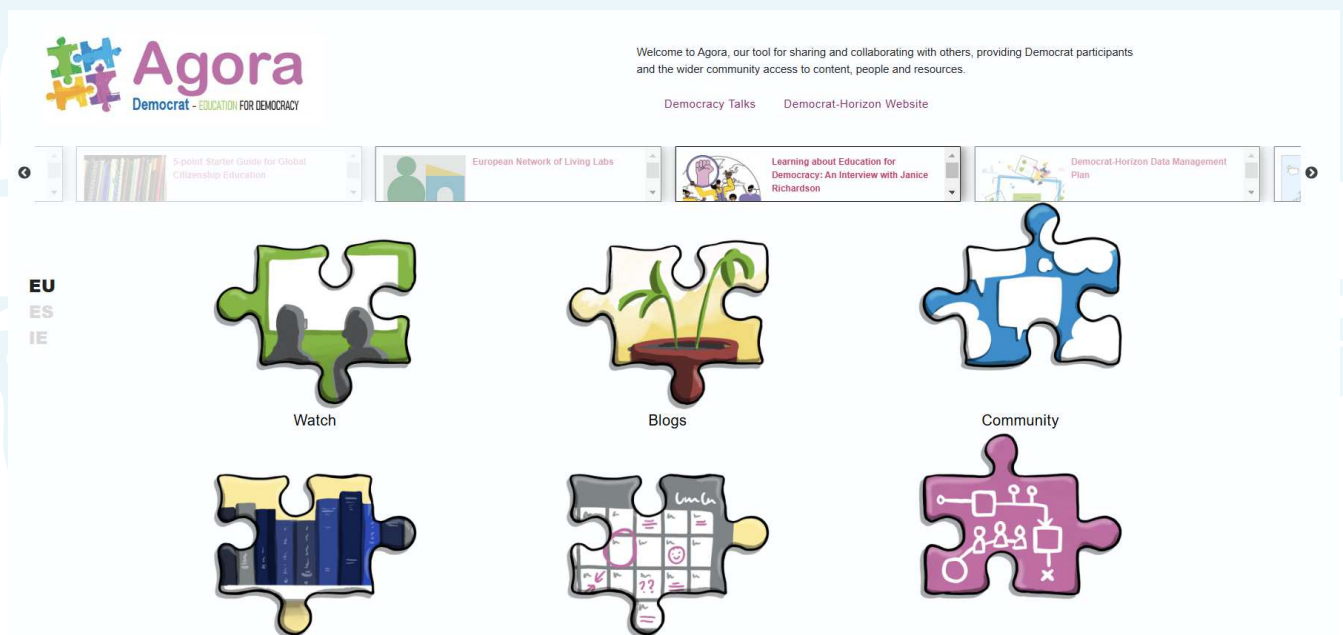 Agora
Democrat - EDUCATION FOR DEMOCRACY
Welcome to Agora, our tool for sharing and collaborating with others, providing Democrat participants
and the wider community access to content, people and resources.
Democracy Talks Democrat-Horizon Website
5-point Starter Guide for Global
Citizenship Education
European Network of Living Labs
Learning about Education for
Democracy: An Interview with Janice
Richardson
Democrat-Horizon Data Management
Plan
EU
ES
IE
Watch
Blogs
Community
??